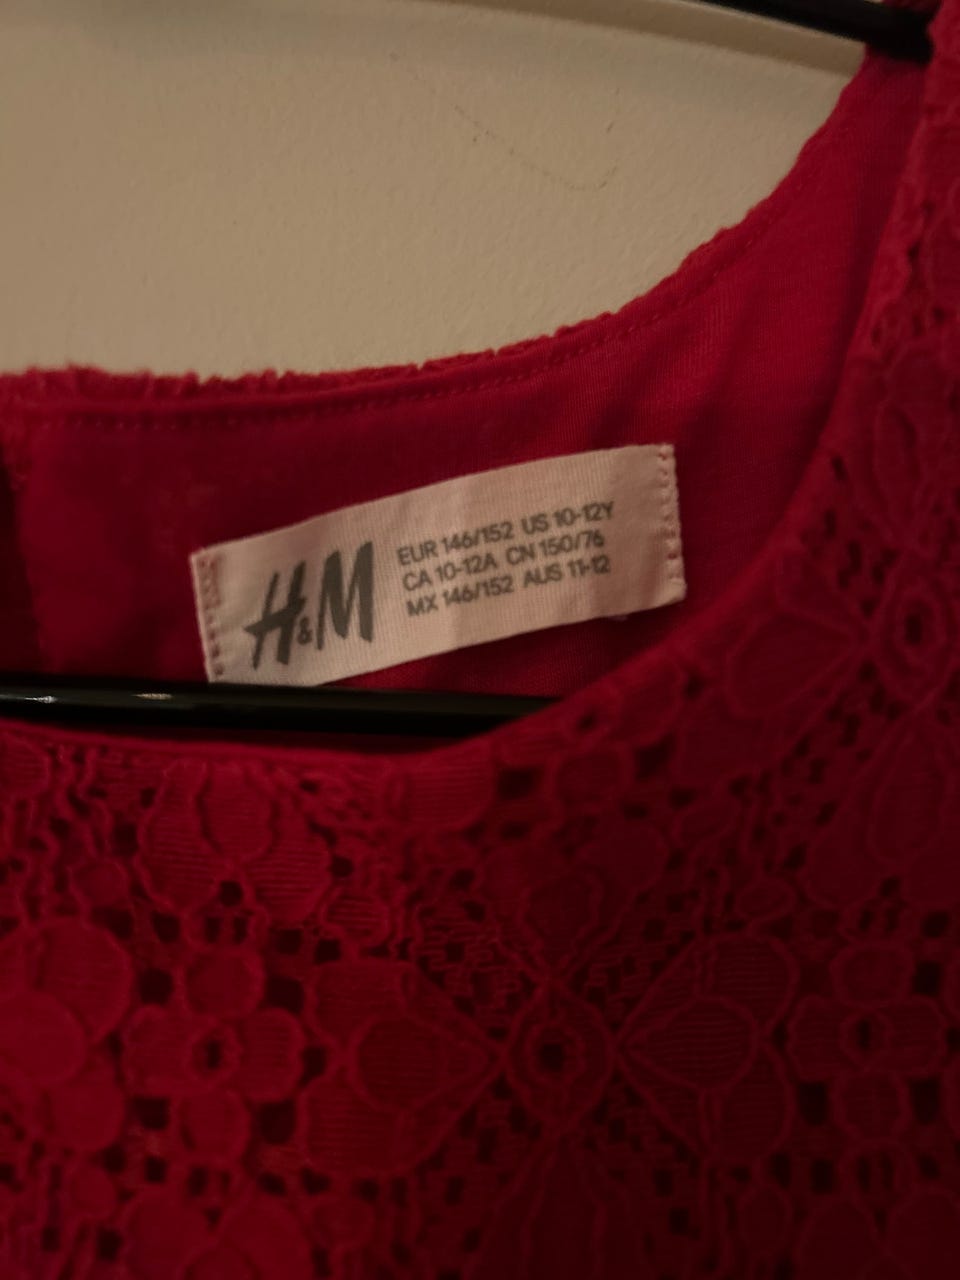 H&M
EUR 146/152 US 10-12Y
CA 10-12A CN 150/76
MX 146/152 AUS 11-12